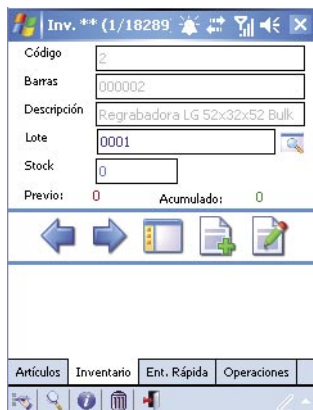 Inv. ** (1/18289)
Código 2
Barras 000002
Descripción Regrabadora LG 52x32x52 Bulk
Lote 0001
Stock 0
Previo: 0 Acumulado: 0
Artículos Inventario Ent. Rápida Operaciones